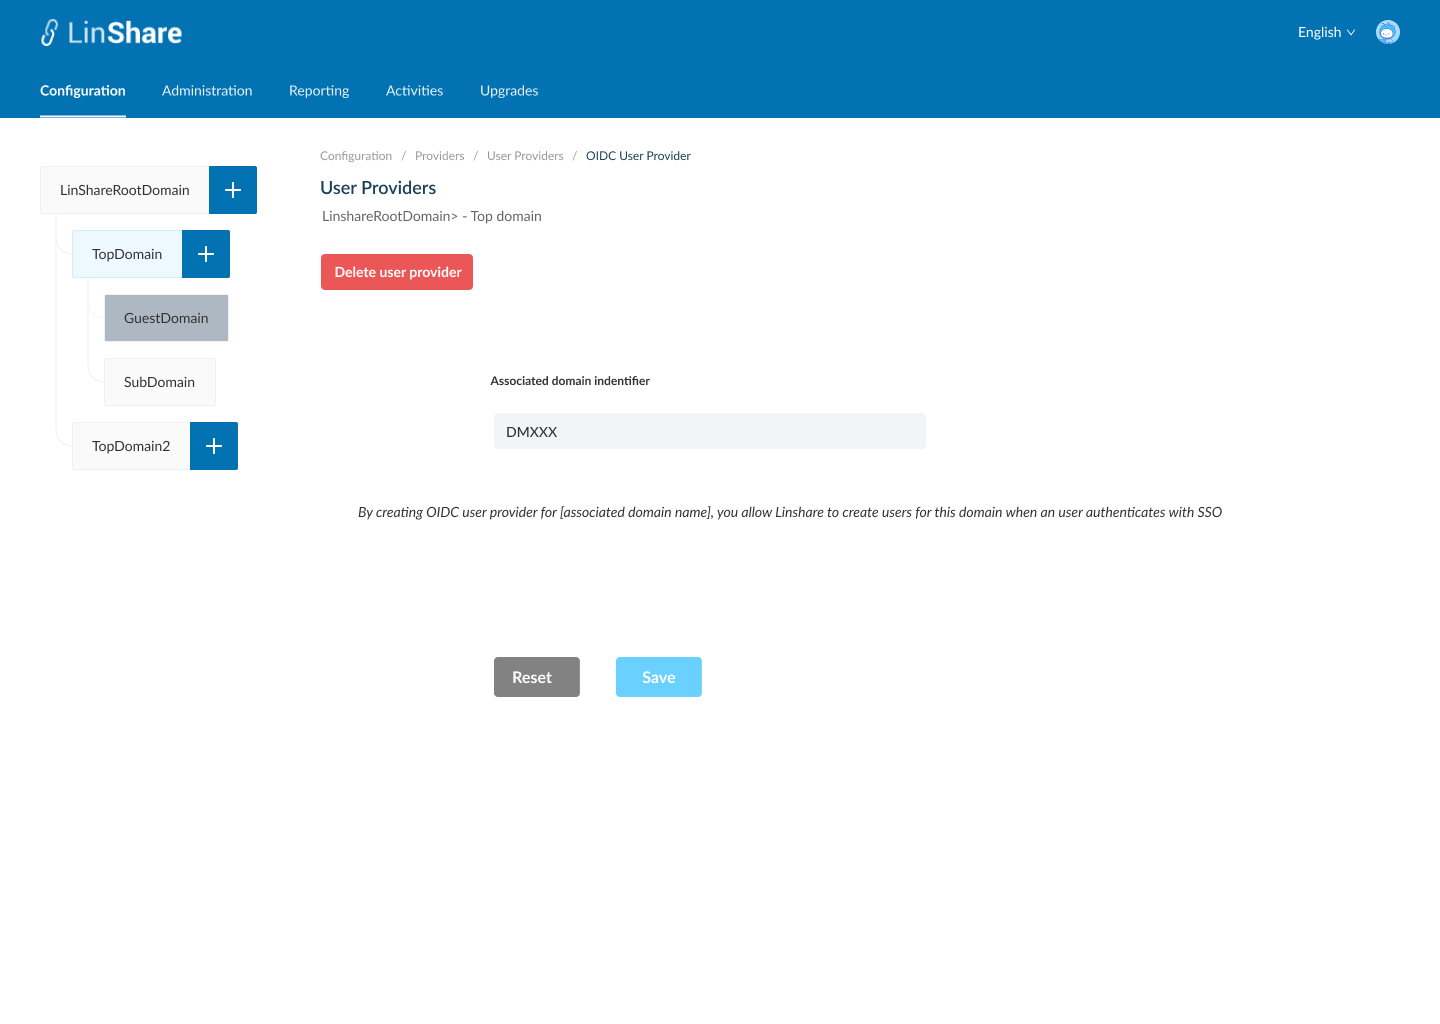 LinShare
English
Configuration Administration Reporting Activities Upgrades
Configuration / Providers / User Providers / OIDC User Provider
User Providers
LinshareRootDomain> - Top domain
LinShareRootDomain
TopDomain
GuestDomain
SubDomain
TopDomain2
Delete user provider
Associated domain indentifier
DMXXX
By creating OIDC user provider for [associated domain name], you allow Linshare to create users for this domain when an user authenticates with SSO
Reset Save